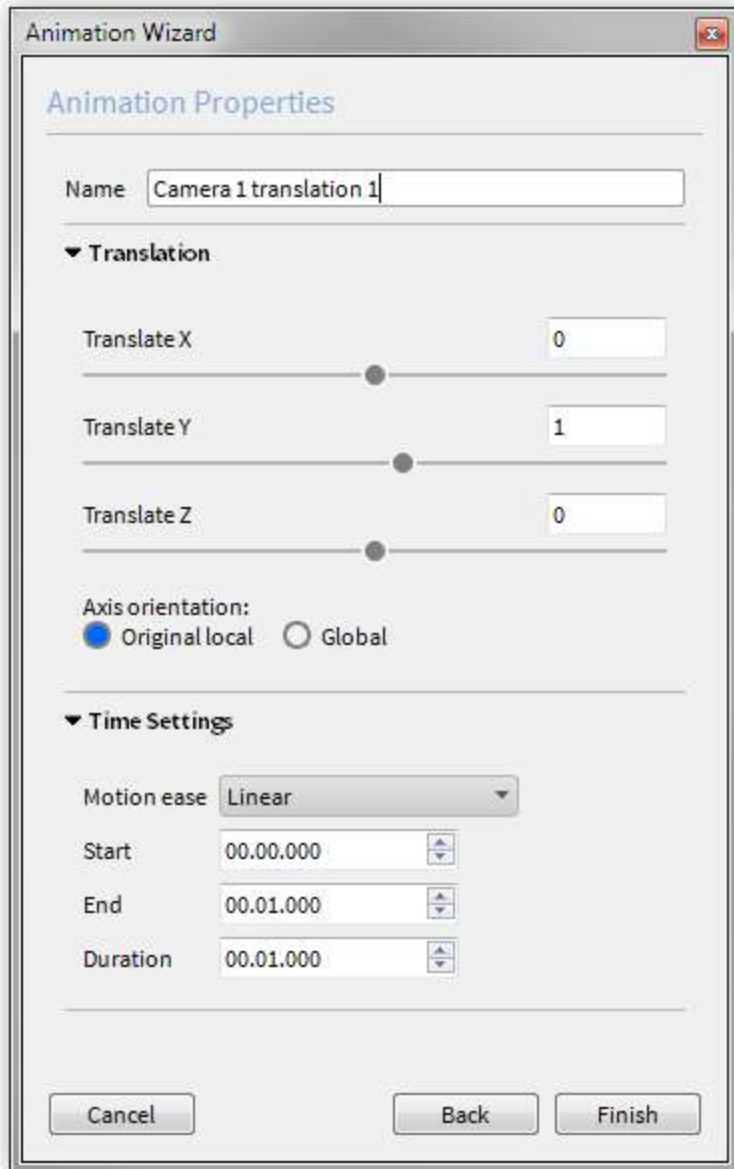 Animation Wizard
Animation Properties
Name Camera 1 translation 1
Translation
Translate X 0
Translate Y 1
Translate Z 0
Axis orientation:
Original local Global
Time Settings
Motion ease Linear
Start 00.00.000
End 00.01.000
Duration 00.01.000
Cancel Back Finish